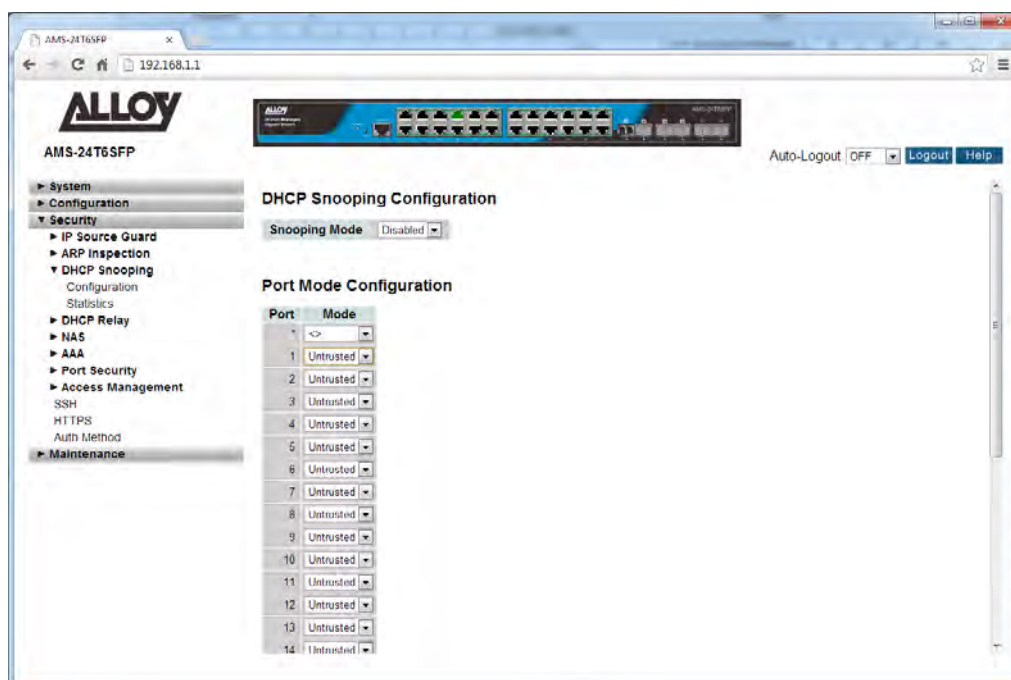 AMS-24T6SFP
192.168.1.1
ALLOY
ALLOY
AMS-24T6SFP
AMS-24T6SFP
Auto-Logout OFF Logout Help
System
Configuration
Security
IP Source Guard
ARP Inspection
DHCP Snooping
Configuration
Statistics
DHCP Relay
NAS
AAA
Port Security
Access Management
SSH
HTTPS
Auth Method
Maintenance
DHCP Snooping Configuration
Snooping Mode Disabled
Port Mode Configuration
Port Mode
* <>
1 Untrusted
2 Untrusted
3 Untrusted
4 Untrusted
5 Untrusted
6 Untrusted
7 Untrusted
8 Untrusted
9 Untrusted
10 Untrusted
11 Untrusted
12 Untrusted
13 Untrusted
14 Untrusted